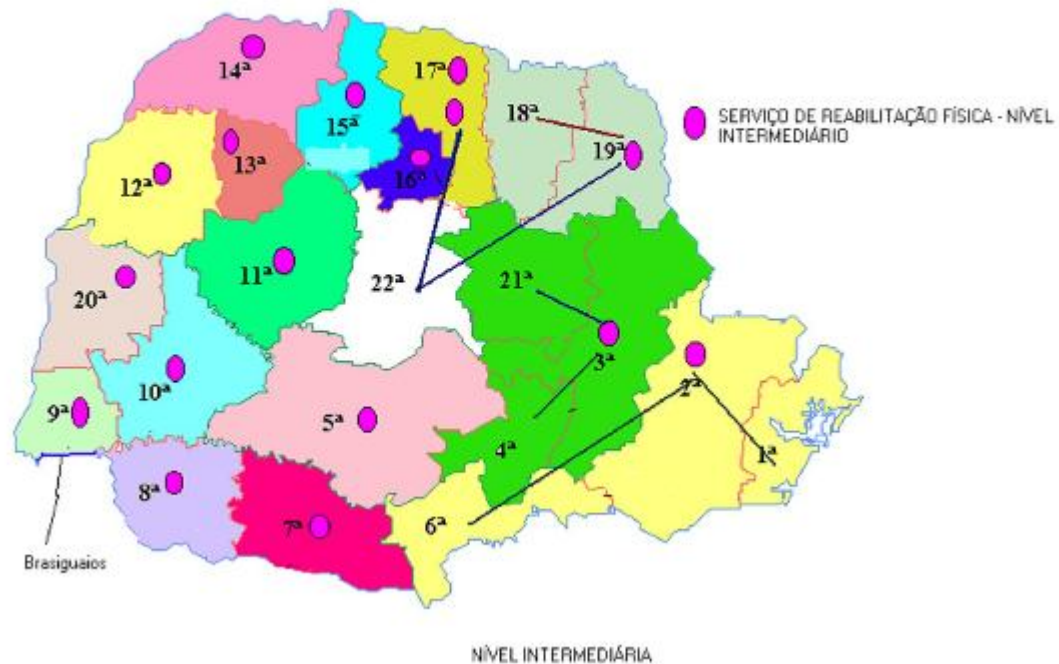 14ª
17ª
15ª
18ª
SERVIÇO DE REABILITAÇÃO FÍSICA - NÍVEL
INTERMEDIÁRIO
19ª
13ª
16ª
12ª
11ª
22ª
21ª
20ª
3ª
10ª
2ª
9ª
5ª
4ª
1ª
8ª
7ª
6ª
Brasiguaios
NÍVEL INTERMEDIÁRIA